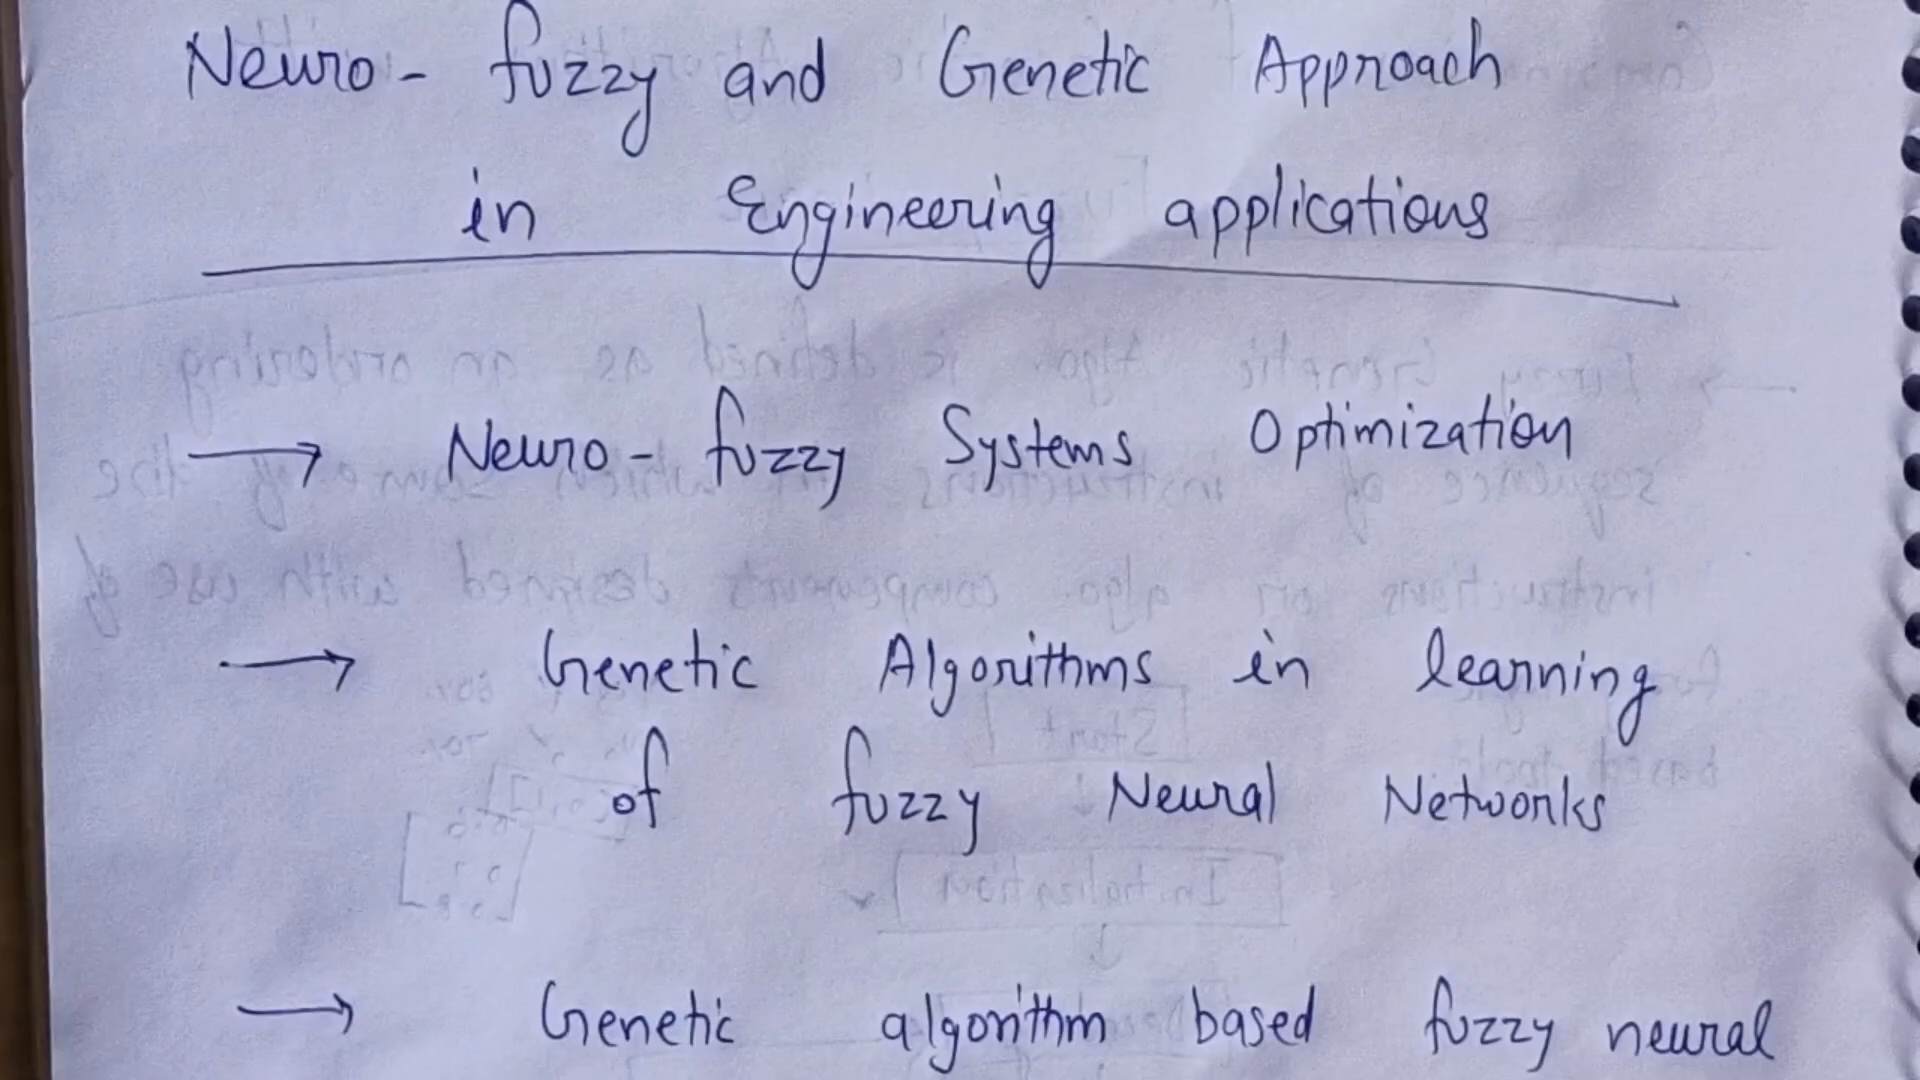 Neuro - fuzzy and Genetic Approach
in Engineering applications
→ Neuro - fuzzy Systems Optimization
→ Genetic Algorithms in learning
of fuzzy Neural Networks
→ Genetic algorithm based fuzzy neural